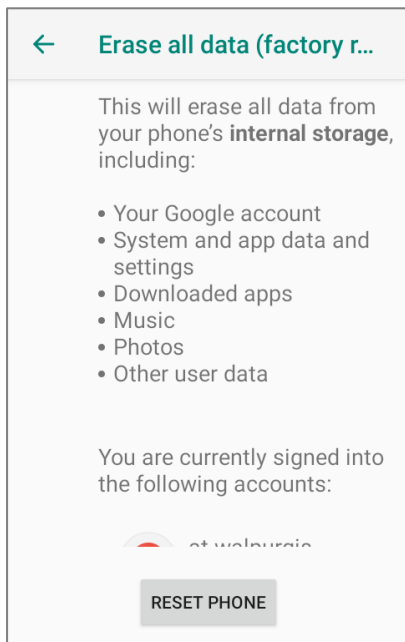 Erase all data (factory r...
This will erase all data from
your phone's internal storage,
including:
• Your Google account
• System and app data and
settings
• Downloaded apps
• Music
• Photos
• Other user data
You are currently signed into
the following accounts:
at walpurgis
RESET PHONE